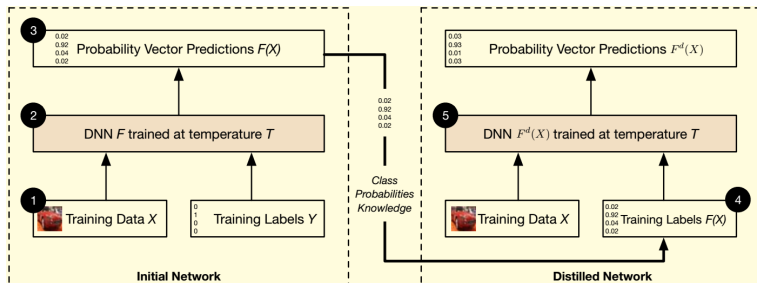 3
0.02
0.92
0.04
0.02
Probability Vector Predictions F(X)
2
DNN F trained at temperature T
1
Training Data X
0
1
0
0
Training Labels Y
Initial Network
0.02
0.92
0.04
0.02
Class
Probabilities
Knowledge
0.03
0.93
0.01
0.03
Probability Vector Predictions F^d(X)
5
DNN F^d(X) trained at temperature T
Training Data X
0.02
0.92
0.04
0.02
Training Labels F(X)
4
Distilled Network